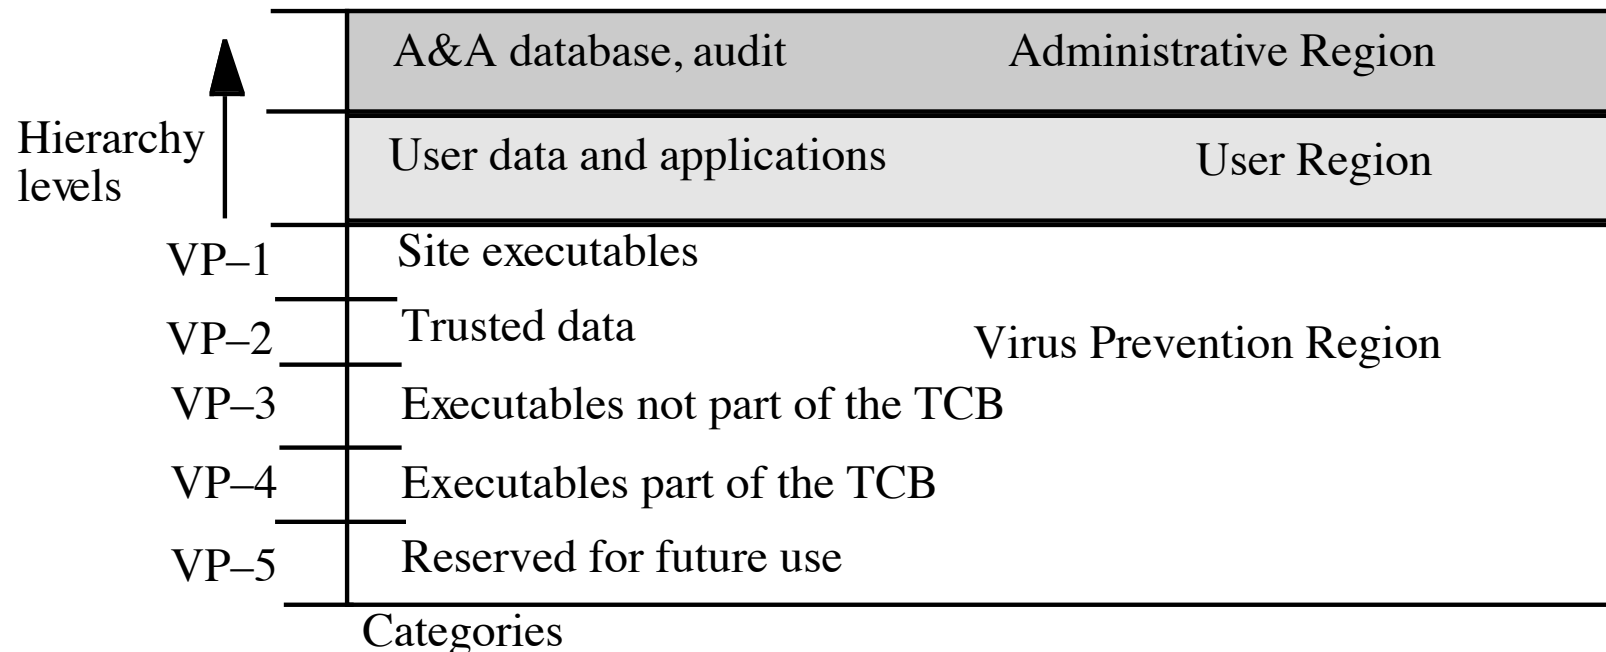 A&A database, audit
Administrative Region
Hierarchy
levels
User data and applications
User Region
VP–1
Site executables
VP–2
Trusted data
Virus Prevention Region
VP–3
Executables not part of the TCB
VP–4
Executables part of the TCB
VP–5
Reserved for future use
Categories